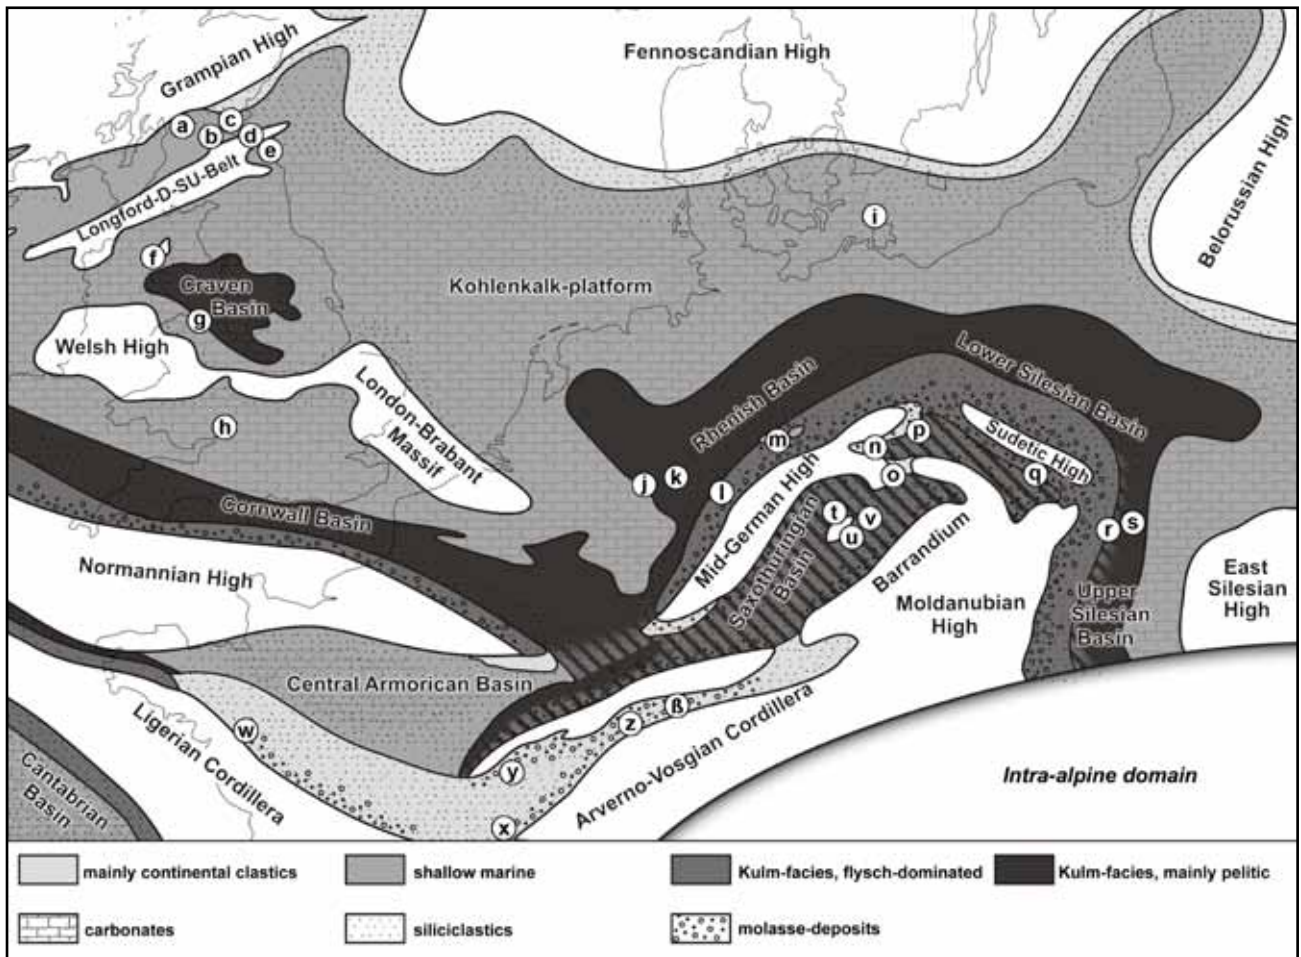 Grampian High
Fennoscandian High
Belorussian High
a
b
c
d
e
Longford-D-SU-Belt
f
Craven
Basin
g
Welsh High
Kohlenkalk-platform
i
London-Brabant
Massif
h
Rhenish Basin
Lower Silesian Basin
Sudetic High
m
n
p
o
q
j
k
l
Mid-German High
Saxothuringian
Basin
t
v
u
Barrandium
r
s
Cornwall Basin
Normannian High
Moldanubian
High
Upper
Silesian
Basin
East
Silesian
High
Central Armorican Basin
Ligerian Cordillera
w
Cantabrian
Basin
x
y
z
ß
Arverno-Vosgian Cordillera
Intra-alpine domain
mainly continental clastics
shallow marine
Kulm-facies, flysch-dominated
Kulm-facies, mainly pelitic
carbonates
siliciclastics
molasse-deposits